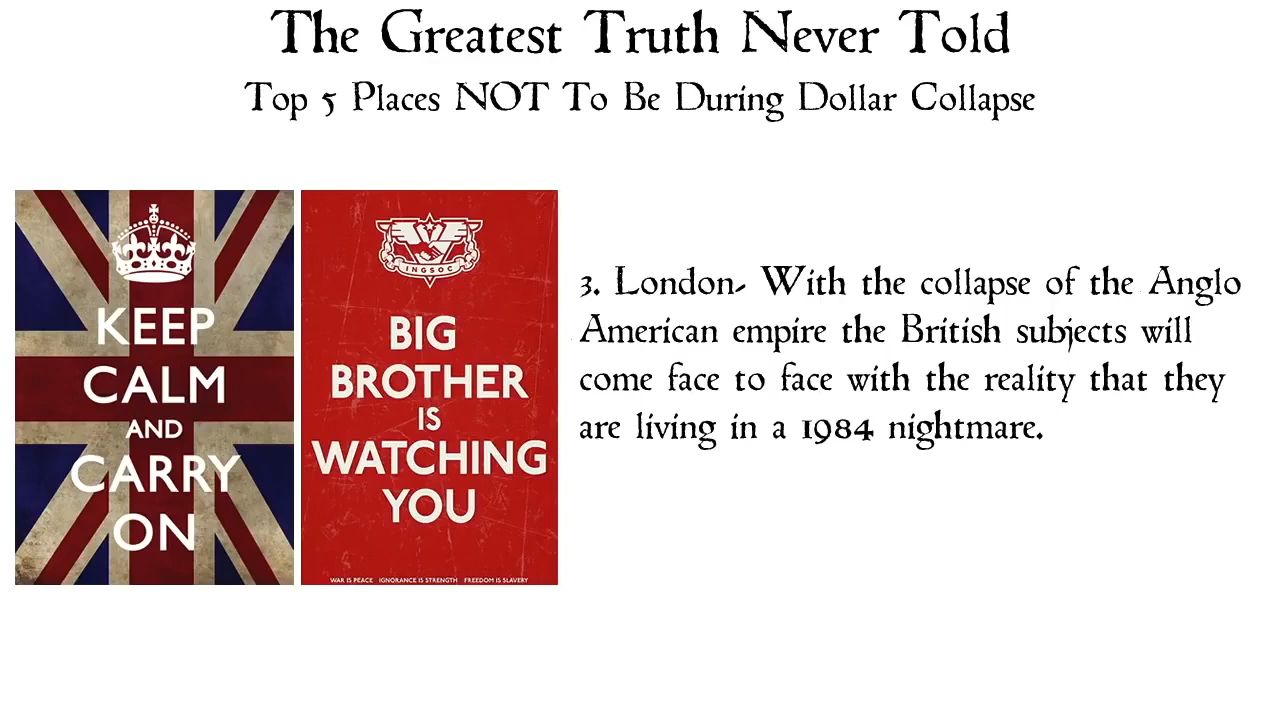 The Greatest Truth Never Told
Top 5 Places NOT To Be During Dollar Collapse
KEEP
CALM
AND
CARRY
ON
INGSOC
BIG
BROTHER
IS
WATCHING
YOU
WAR IS PEACE IGNORANCE IS STRENGTH FREEDOM IS SLAVERY
3. London- With the collapse of the Anglo
American empire the British subjects will
come face to face with the reality that they
are living in a 1984 nightmare.